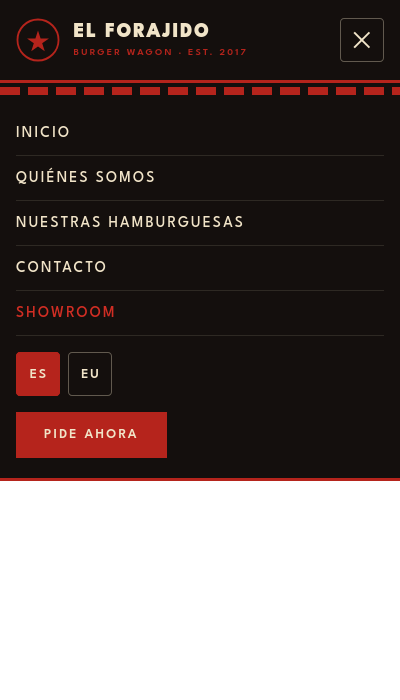 EL FORAJIDO
BURGER WAGON · EST. 2017
INICIO
QUIÉNES SOMOS
NUESTRAS HAMBURGUESAS
CONTACTO
SHOWROOM
ES EU
PIDE AHORA